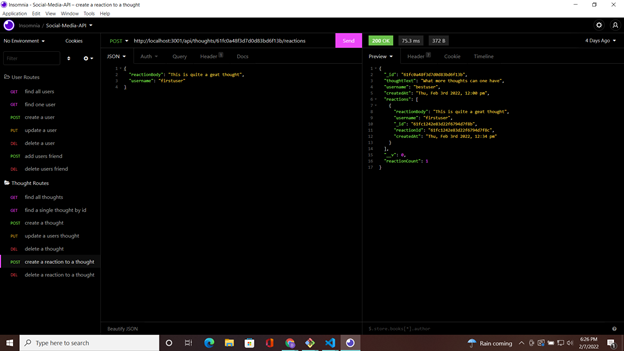 Insomnia - Social-Media-API – create a reaction to a thought
Application Edit View Window Tools Help
Insomnia / Social-Media-API
No Environment Cookies
POST http://localhost:3001/api/thoughts/61fc0a48f3d7d0d83bd6f13b/reactions Send
200 OK 75.3 ms 372 B 4 Days Ago
JSON Auth Query Header 1 Docs
Preview Header 7 Cookie Timeline
Filter
User Routes
GET find all users
GET find one user
POST create a user
PUT update a user
DEL delete a user
POST add users friend
DEL delete users friend
Thought Routes
GET find all thoughts
GET find a single thought by id
POST create a thought
PUT update a users thought
DEL delete a thought
POST create a reaction to a thought
DEL delete a reaction to a thought
1 {
2 "reactionBody": "This is quite a geat thought",
3 "username": "firstuser"
4 }
1 {
2 "_id": "61fc0a48f3d7d0d83bd6f13b",
3 "thoughtText": "What more thoughts can one have",
4 "username": "bestuser",
5 "createdAt": "Thu, Feb 3rd 2022, 12:00 pm",
6 "reactions": [
7 {
8 "reactionBody": "This is quite a geat thought",
9 "username": "firstuser",
10 "_id":
11 "reactionId":
12 "createdAt": "Thu, Feb 3rd 2022, 12:34 pm"
13 }
14 ],
15 "__v": 0,
16 "reactionCount": 1
17 }
Beautify JSON
$.store.books[*].author
Type here to search
Rain coming
6:26 PM
2/7/2022